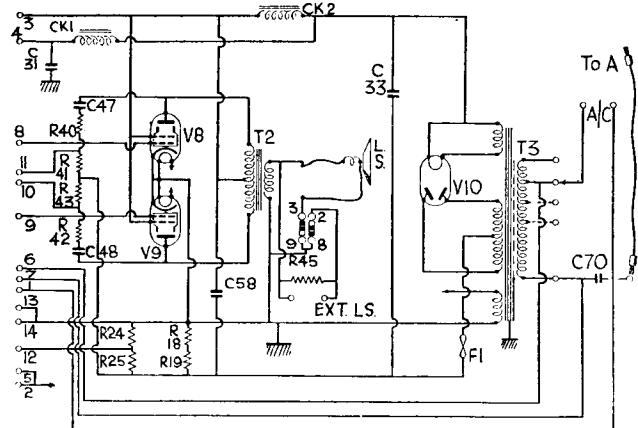 3
4
CK1
CK2
C
31
C
33
To A
A/C
C47
8
R40
V8
T2
L.
S.
T3
11
R
41
10
R
43
V10
9
R
42
V9
C48
3
2
9
8
6
7
1
C58
R45
C70
13
EXT. LS.
14
R24
R
18
12
R25
R19
F1
5
2